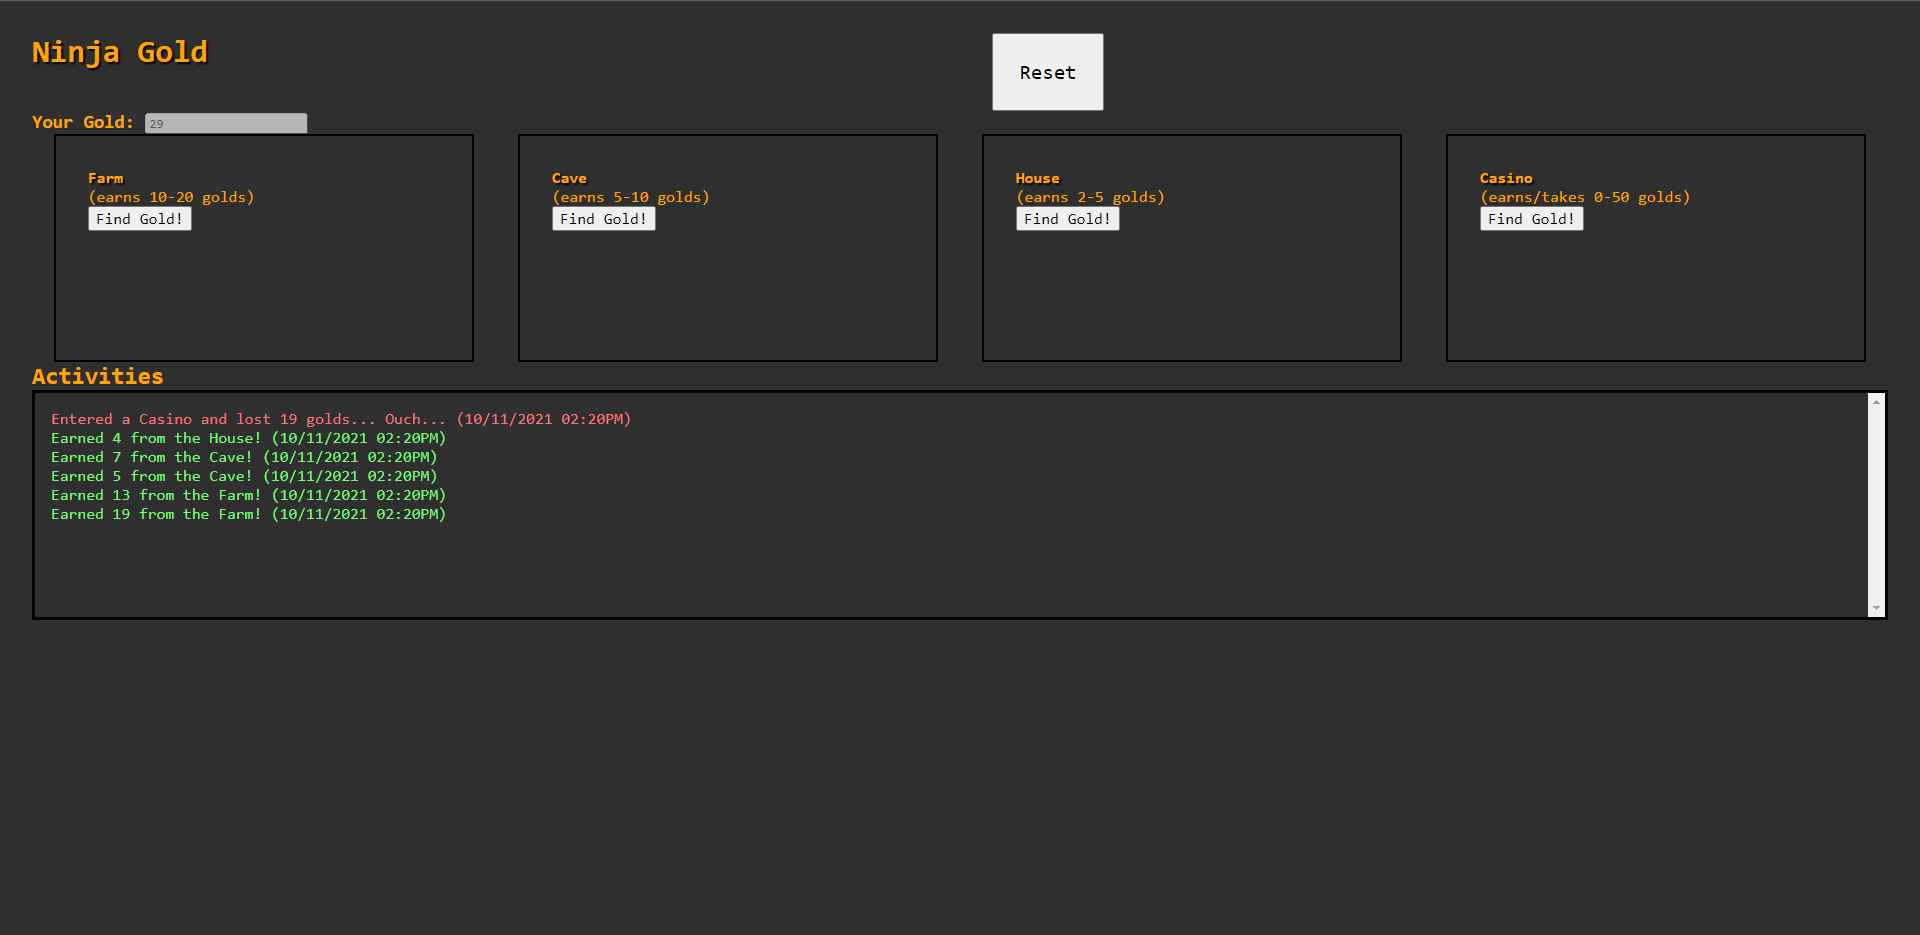 Ninja Gold
Reset
Your Gold: 29
Farm
(earns 10-20 golds)
Find Gold!
Cave
(earns 5-10 golds)
Find Gold!
House
(earns 2-5 golds)
Find Gold!
Casino
(earns/takes 0-50 golds)
Find Gold!
Activities
Entered a Casino and lost 19 golds... Ouch... (10/11/2021 02:20PM)
Earned 4 from the House! (10/11/2021 02:20PM)
Earned 7 from the Cave! (10/11/2021 02:20PM)
Earned 5 from the Cave! (10/11/2021 02:20PM)
Earned 13 from the Farm! (10/11/2021 02:20PM)
Earned 19 from the Farm! (10/11/2021 02:20PM)